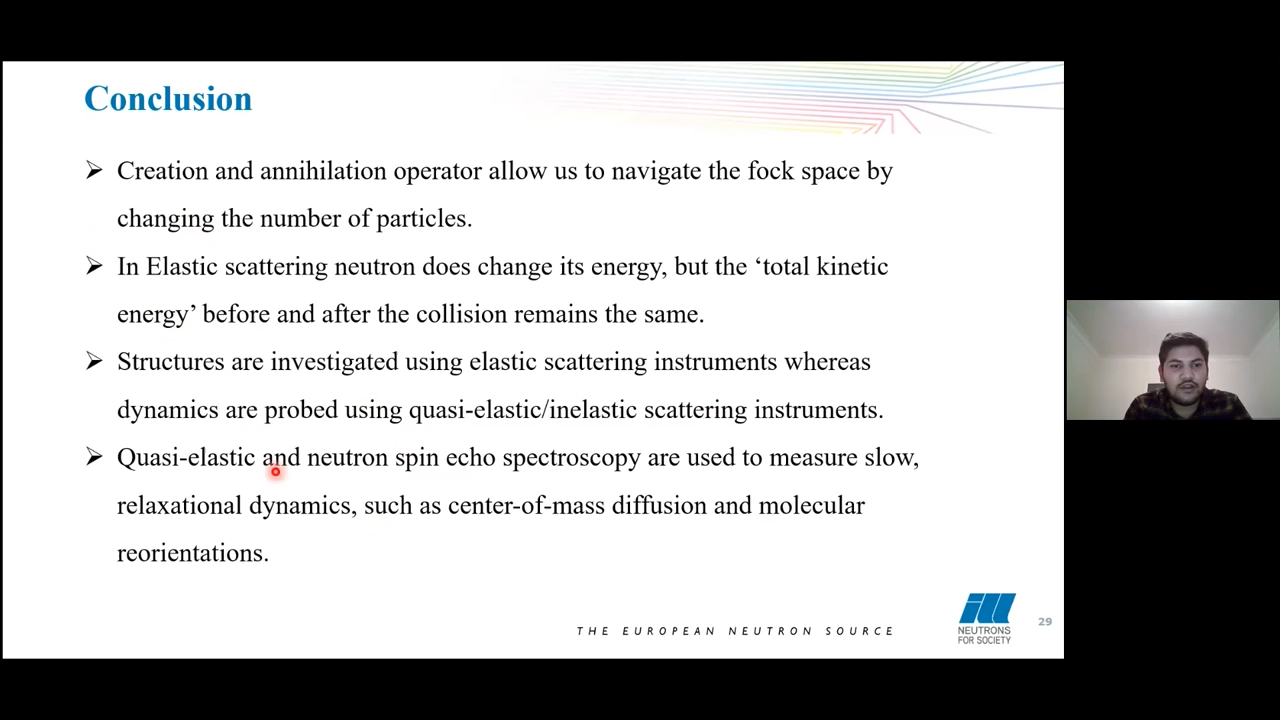 Conclusion
➢ Creation and annihilation operator allow us to navigate the fock space by
changing the number of particles.
➢ In Elastic scattering neutron does change its energy, but the ‘total kinetic
energy’ before and after the collision remains the same.
➢ Structures are investigated using elastic scattering instruments whereas
dynamics are probed using quasi-elastic/inelastic scattering instruments.
➢ Quasi-elastic and neutron spin echo spectroscopy are used to measure slow,
relaxational dynamics, such as center-of-mass diffusion and molecular
reorientations.
THE EUROPEAN NEUTRON SOURCE
ill
NEUTRONS
FOR SOCIETY
29